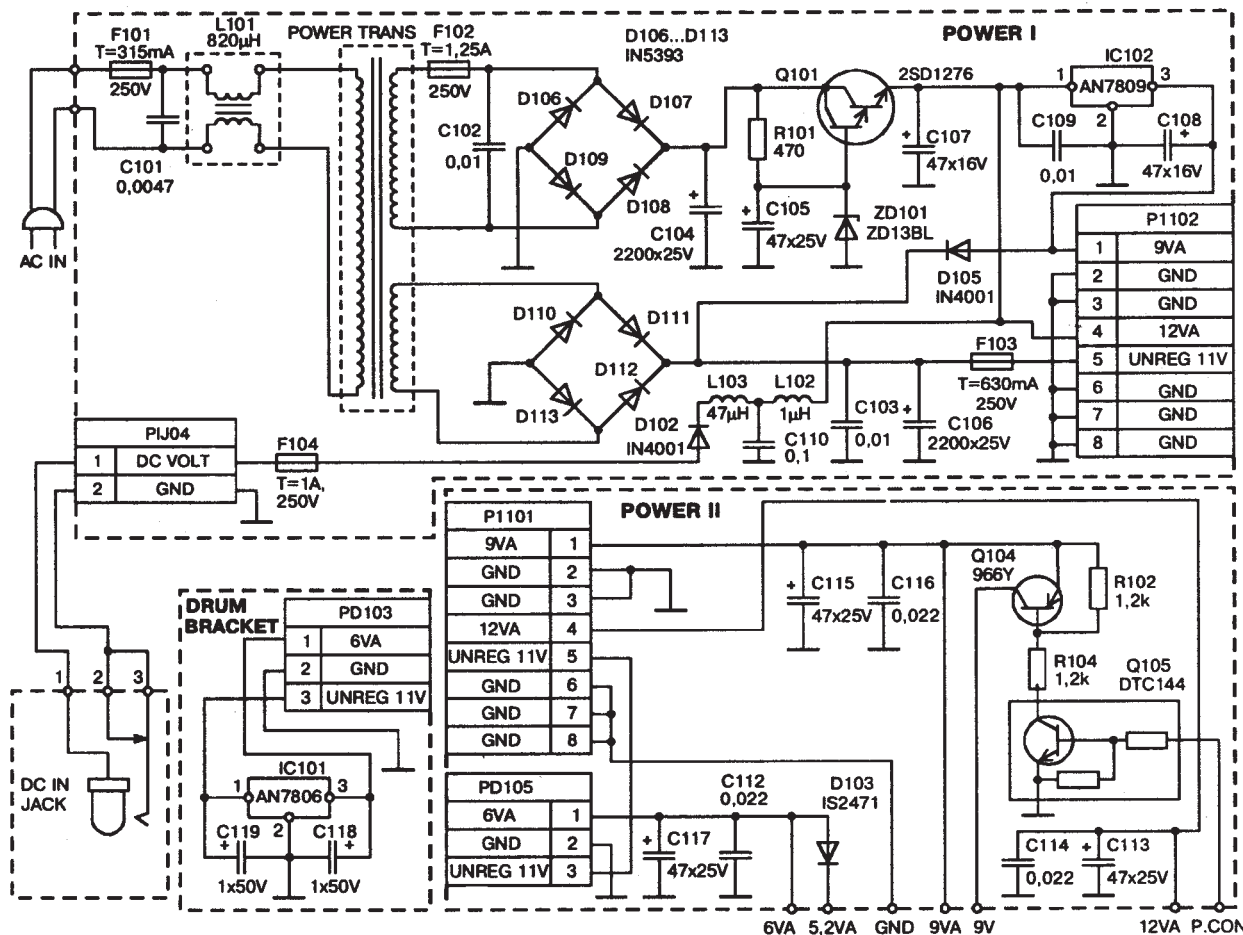 POWER I
F101
T=315mA
250V
L101
820µH
POWER TRANS
F102
T=1,25A
250V
D106...D113
IN5393
C101
0,0047
AC IN
C102
0,01
D106
D107
D109
D108
C104
2200x25V
+
Q101
2SD1276
R101
470
+
C105
47x25V
ZD101
ZD13BL
+
C107
47x16V
IC102
1
AN7809
3
2
C109
0,01
C108
+
47x16V
D105
IN4001
P1102
1 9VA
2 GND
3 GND
4 12VA
5 UNREG 11V
6 GND
7 GND
8 GND
D110
D111
D112
D113
D102
IN4001
L103
47µH
L102
1µH
C110
0,1
C103
0,01
+
C106
2200x25V
F103
T=630mA
250V
PIJ04
1 DC VOLT
2 GND
F104
T=1A,
250V
1 2 3
DC IN
JACK
DRUM
BRACKET
PD103
1 6VA
2 GND
3 UNREG 11V
IC101
1
AN7806
3
2
C119
+
1x50V
C118
+
1x50V
POWER II
P1101
9VA 1
GND 2
GND 3
12VA 4
UNREG 11V 5
GND 6
GND 7
GND 8
PD105
6VA 1
GND 2
UNREG 11V 3
+
C115
47x25V
C116
0,022
Q104
966Y
R102
1,2k
R104
1,2k
Q105
DTC144
+
C117
47x25V
C112
0,022
D103
IS2471
C114
0,022
+
C113
47x25V
6VA 5,2VA GND 9VA 9V 12VA P.CON